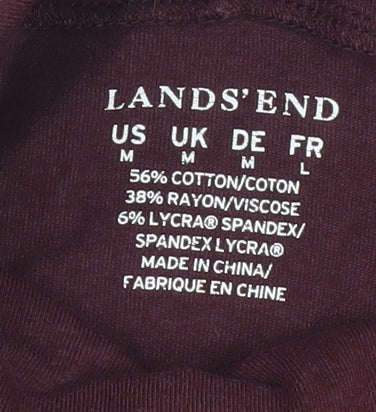 LANDS' END
US UK DE FR
M M M L
56% COTTON/COTON
38% RAYON/VISCOSE
6% LYCRA® SPANDEX/
SPANDEX LYCRA®
MADE IN CHINA/
FABRIQUE EN CHINE